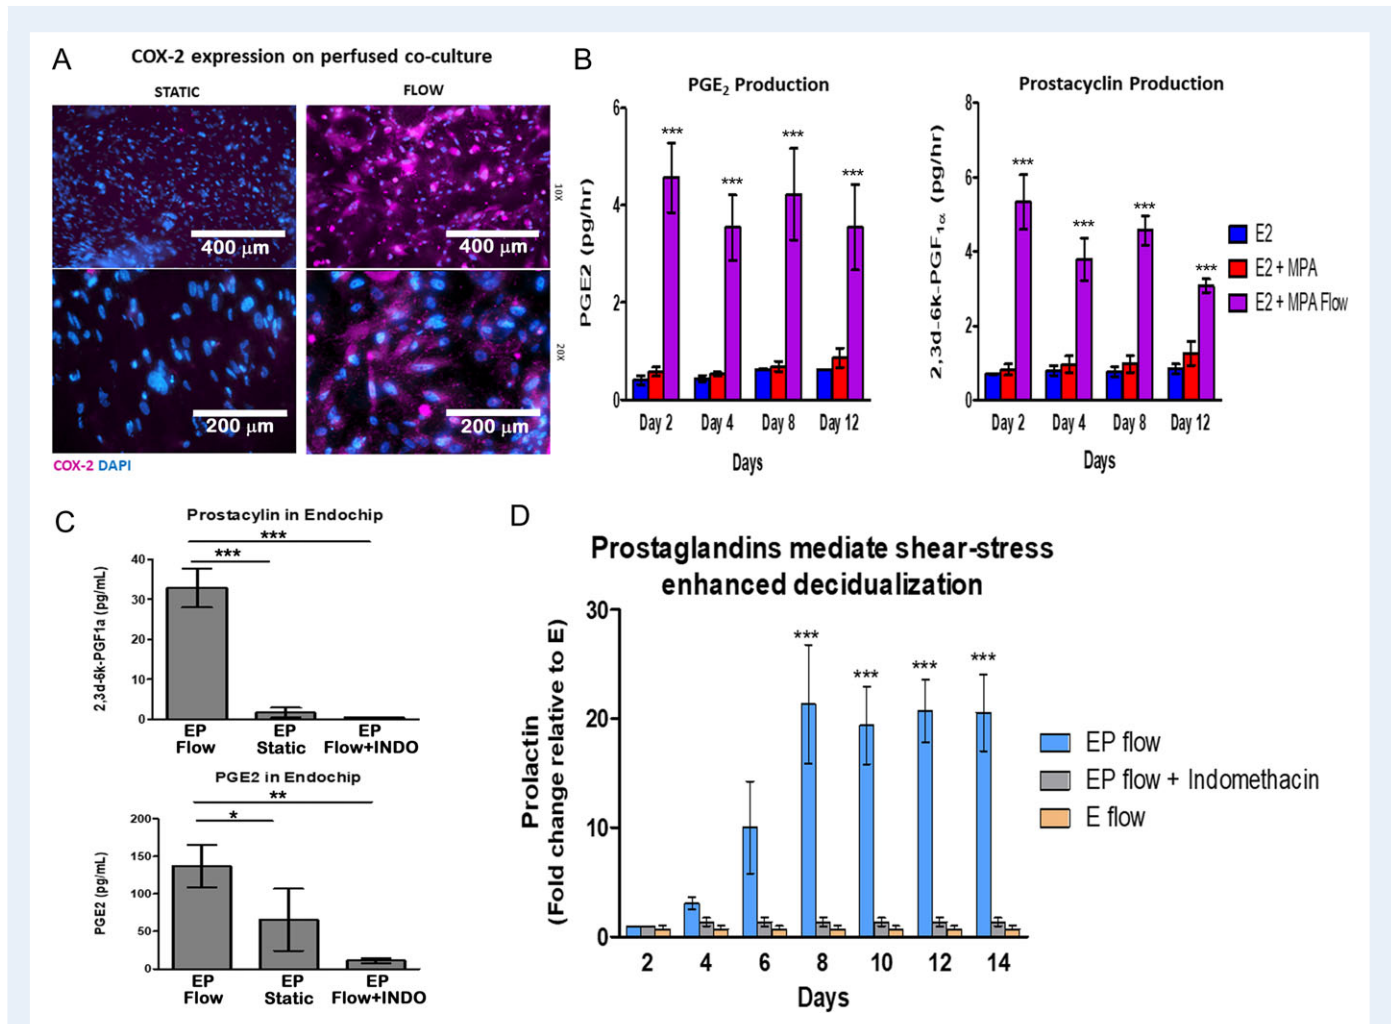 A
COX-2 expression on perfused co-culture
STATIC
FLOW
10X
400 µm
400 µm
20X
200 µm
200 µm
COX-2 DAPI
B
PGE2 Production
PGE2 (pg/hr)
6
4
2
0
***
***
***
***
Day 2
Day 4
Day 8
Day 12
Days
Prostacyclin Production
2,3d-6k-PGF1α (pg/hr)
8
6
4
2
0
***
***
***
***
Day 2
Day 4
Day 8
Day 12
Days
E2
E2 + MPA
E2 + MPA Flow
C
Prostacylin in Endochip
***
***
2,3d-6k-PGF1a (pg/mL)
40
30
20
10
0
EP Flow
EP Static
EP Flow+INDO
PGE2 in Endochip
**
*
PGE2 (pg/mL)
200
150
100
50
0
EP Flow
EP Static
EP Flow+INDO
D
Prostaglandins mediate shear-stress
enhanced decidualization
Prolactin
(Fold change relative to E)
30
20
10
0
***
***
***
***
2
4
6
8
10
12
14
Days
EP flow
EP flow + Indomethacin
E flow